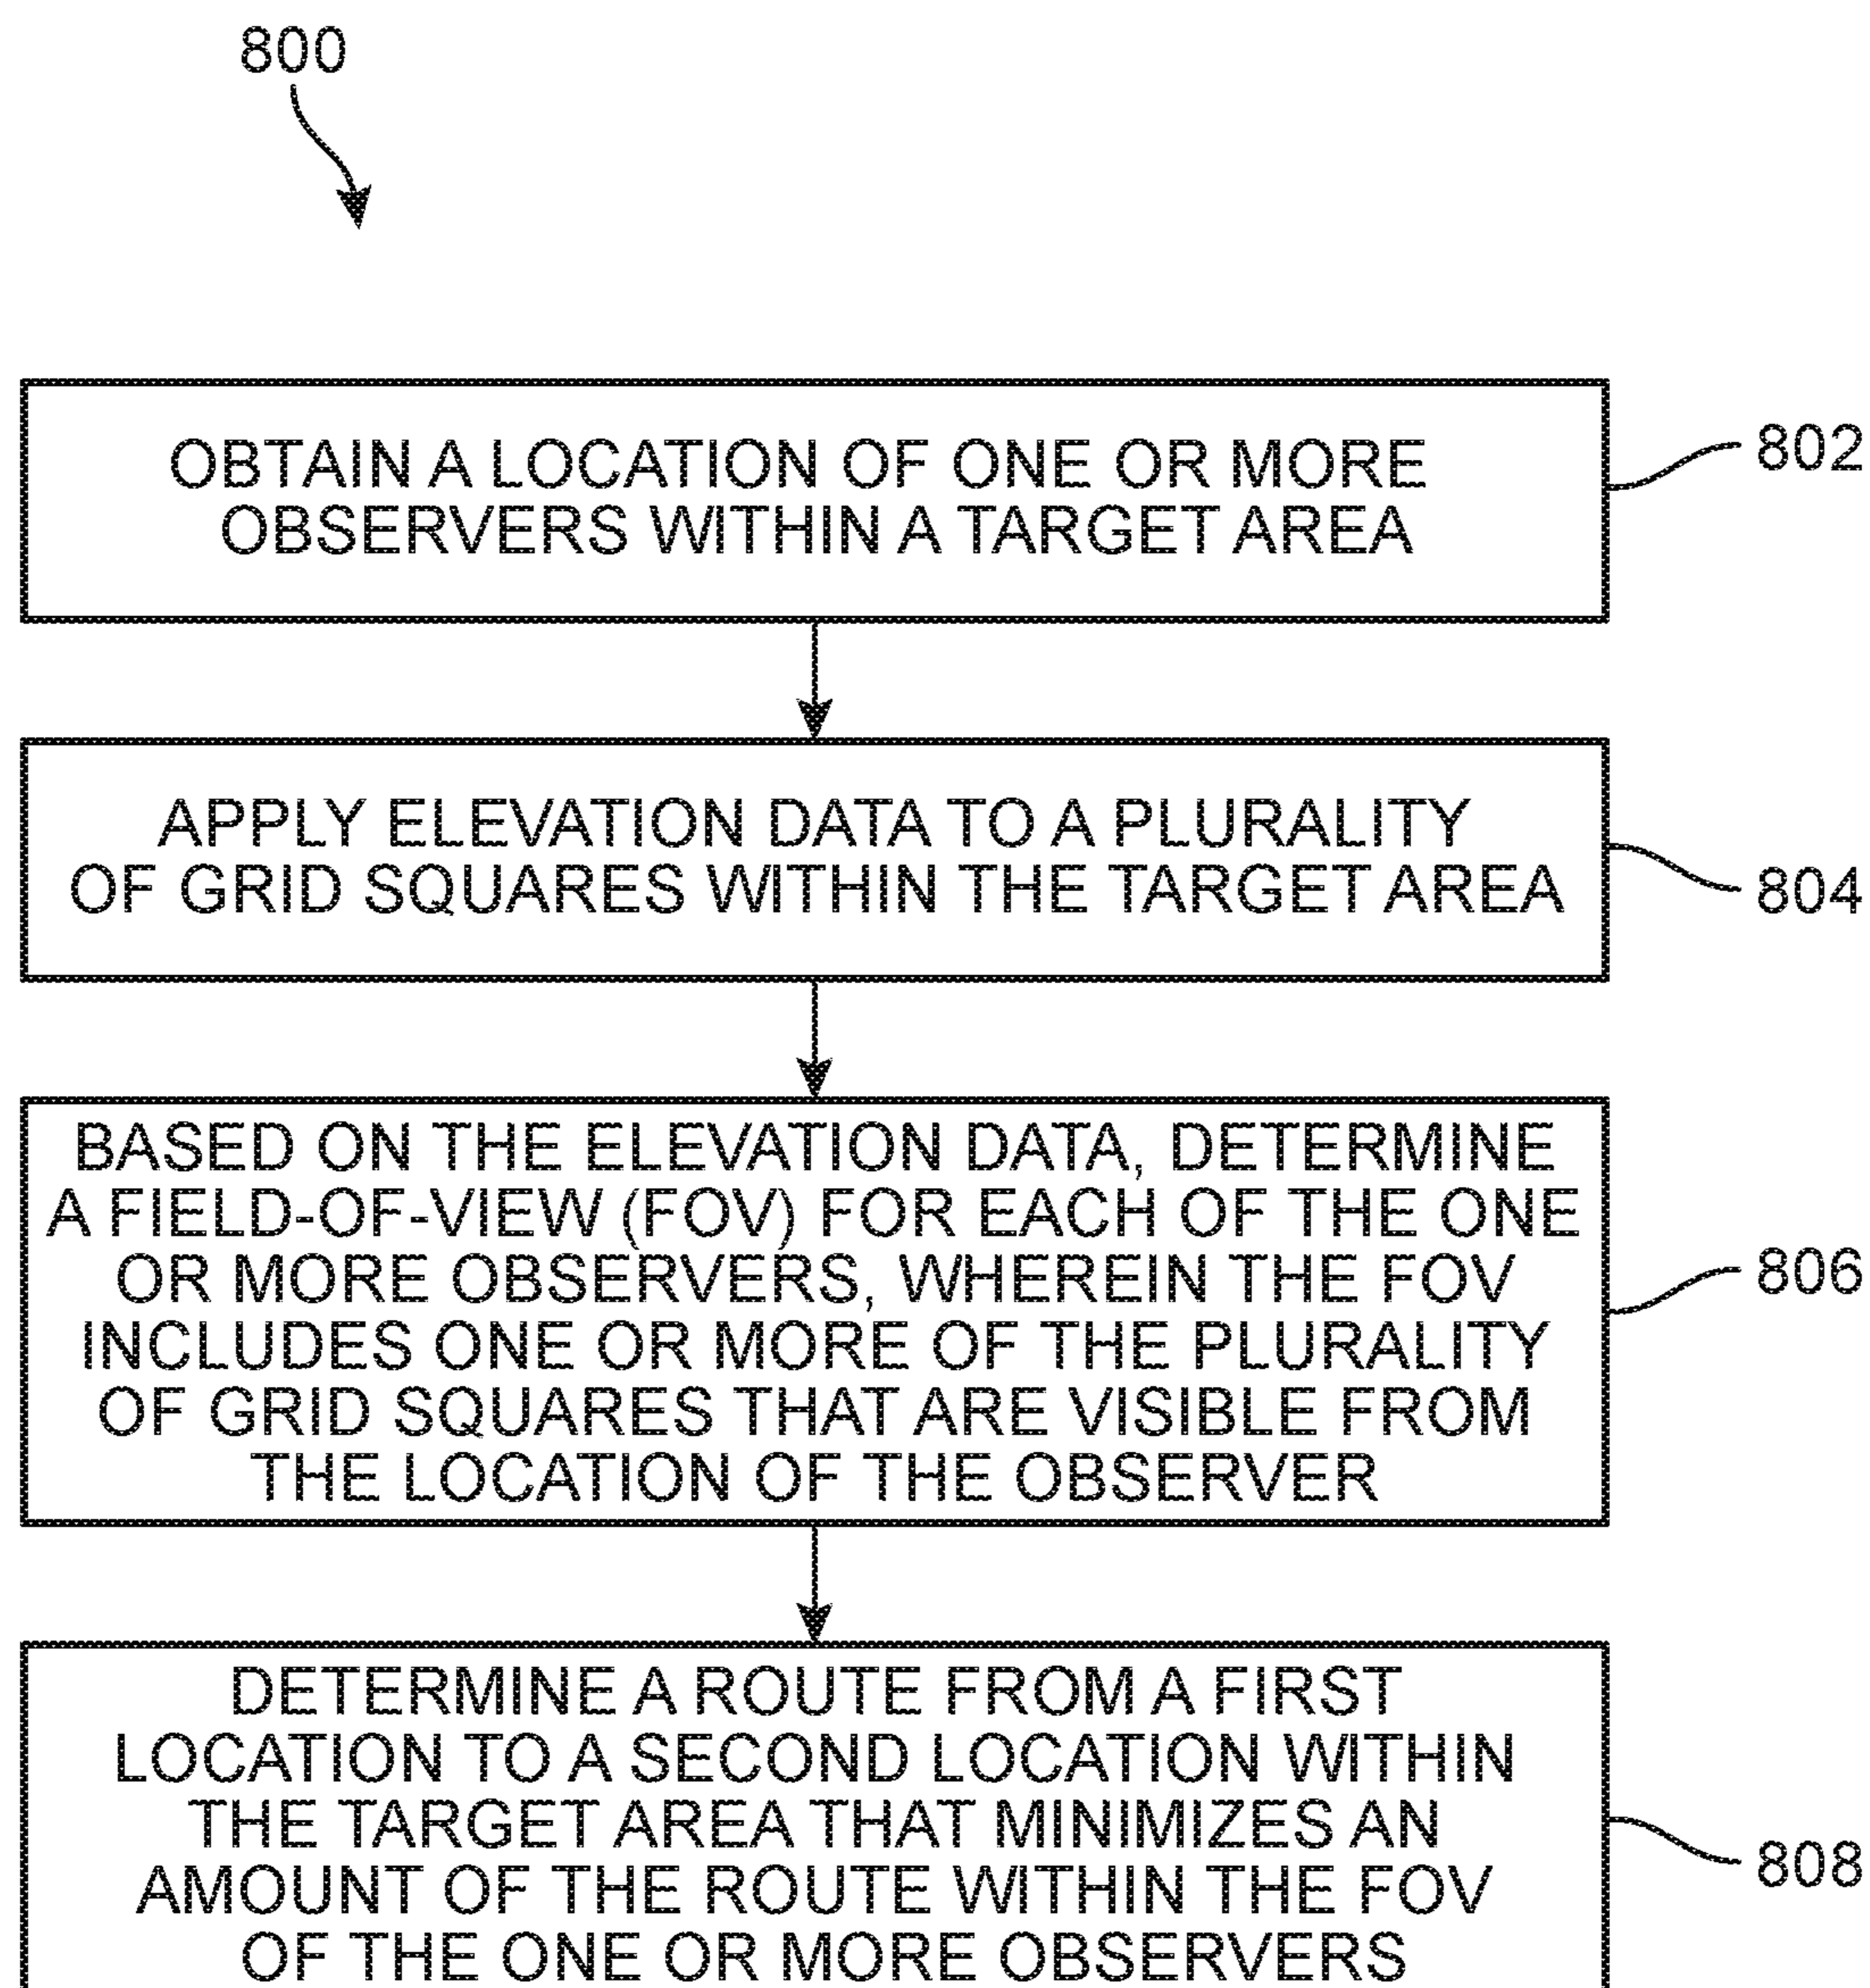 800
OBTAIN A LOCATION OF ONE OR MORE
OBSERVERS WITHIN A TARGET AREA
802
APPLY ELEVATION DATA TO A PLURALITY
OF GRID SQUARES WITHIN THE TARGET AREA
804
BASED ON THE ELEVATION DATA, DETERMINE
A FIELD-OF-VIEW (FOV) FOR EACH OF THE ONE
OR MORE OBSERVERS, WHEREIN THE FOV
INCLUDES ONE OR MORE OF THE PLURALITY
OF GRID SQUARES THAT ARE VISIBLE FROM
THE LOCATION OF THE OBSERVER
806
DETERMINE A ROUTE FROM A FIRST
LOCATION TO A SECOND LOCATION WITHIN
THE TARGET AREA THAT MINIMIZES AN
AMOUNT OF THE ROUTE WITHIN THE FOV
OF THE ONE OR MORE OBSERVERS
808